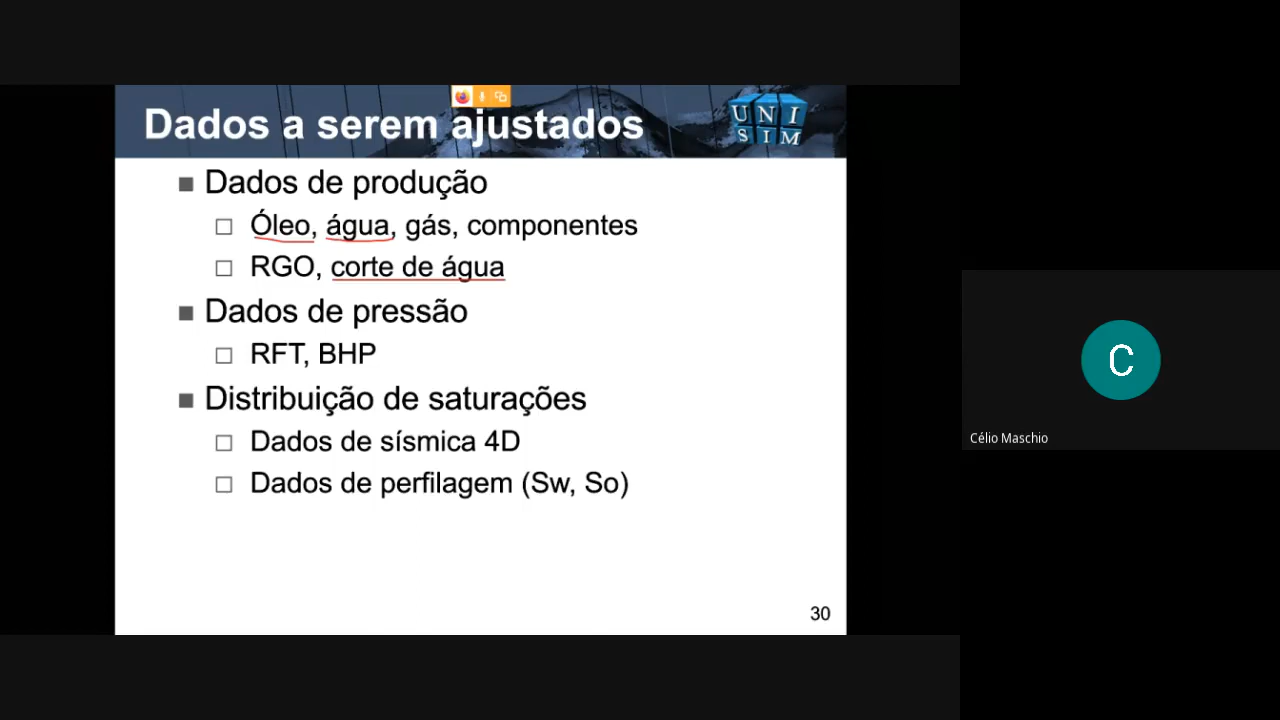 Dados a serem ajustados
UNI
SIM
Dados de produção
Óleo, água, gás, componentes
RGO, corte de água
Dados de pressão
RFT, BHP
Distribuição de saturações
Dados de sísmica 4D
Dados de perfilagem (Sw, So)
30
C
Célio Maschio